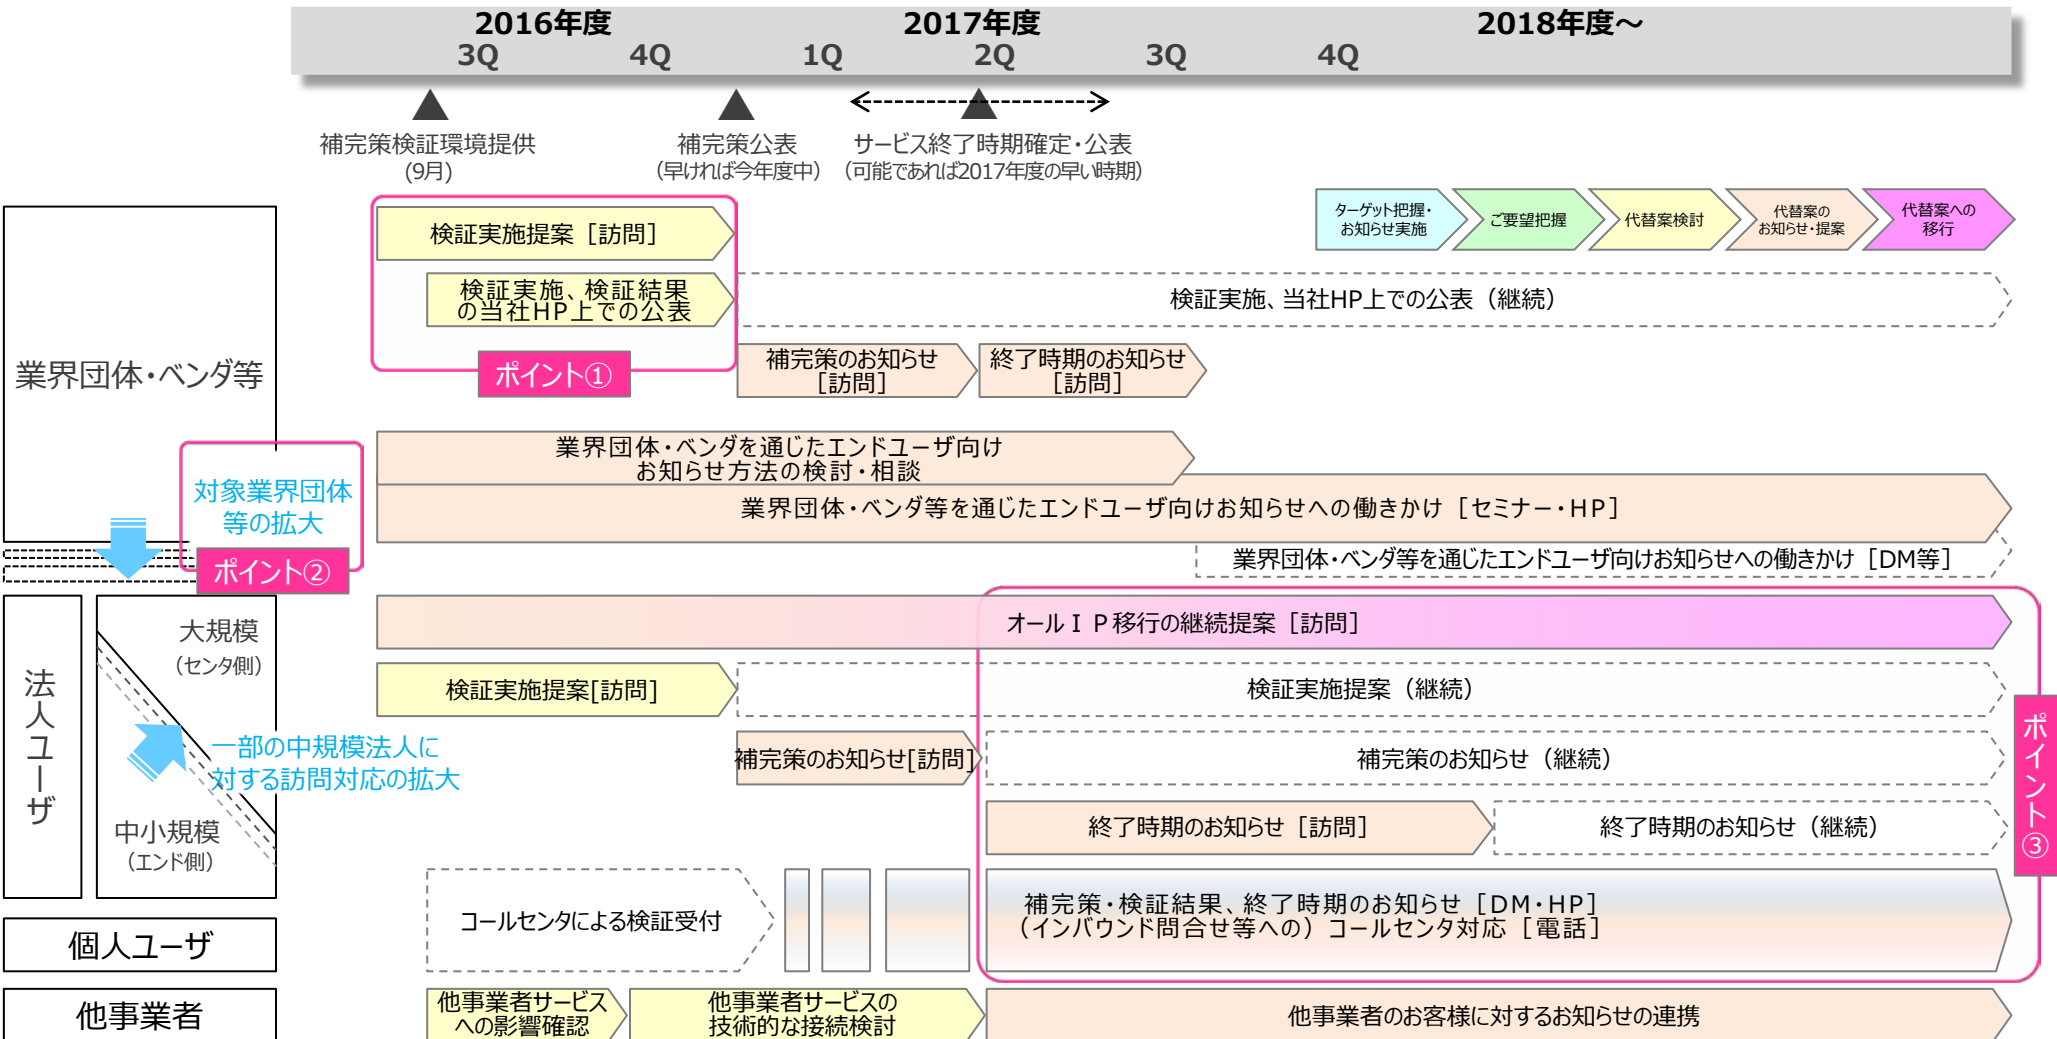 2016年度
2017年度
2018年度～
3Q
4Q
1Q
2Q
3Q
4Q
補完策検証環境提供
(9月)
補完策公表
（早ければ今年度中）
サービス終了時期確定・公表
（可能であれば2017年度の早い時期）
ターゲット把握・
お知らせ実施
ご要望把握
代替案検討
代替案の
お知らせ・提案
代替案への
移行
業界団体・ベンダ等
検証実施提案［訪問］
検証実施、検証結果
の当社HP上での公表
検証実施、当社HP上での公表（継続）
ポイント①
補完策のお知らせ
［訪問］
終了時期のお知らせ
［訪問］
業界団体・ベンダを通じたエンドユーザ向け
お知らせ方法の検討・相談
対象業界団体
等の拡大
業界団体・ベンダ等を通じたエンドユーザ向けお知らせへの働きかけ［セミナー・HP］
ポイント②
業界団体・ベンダ等を通じたエンドユーザ向けお知らせへの働きかけ［DM等］
法人ユーザ
大規模
（センタ側）
一部の中規模法人に
対する訪問対応の拡大
中小規模
（エンド側）
オールＩＰ移行の継続提案［訪問］
検証実施提案[訪問]
検証実施提案（継続）
補完策のお知らせ[訪問]
補完策のお知らせ（継続）
終了時期のお知らせ［訪問］
終了時期のお知らせ（継続）
ポイント③
コールセンタによる検証受付
補完策・検証結果、終了時期のお知らせ［DM・HP］
（インバウンド問合せ等への）コールセンタ対応［電話］
個人ユーザ
他事業者
他事業者サービス
への影響確認
他事業者サービスの
技術的な接続検討
他事業者のお客様に対するお知らせの連携